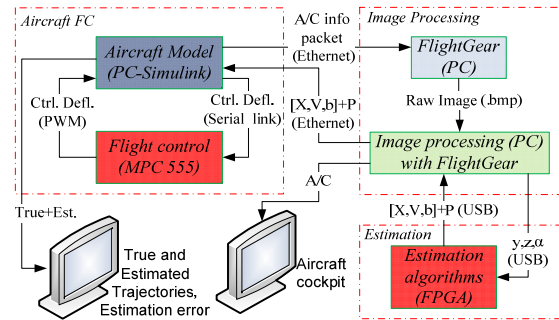 Aircraft FC
Aircraft Model
(PC-Simulink)
Ctrl. Defl.
(PWM)
Ctrl. Defl.
(Serial link)
Flight control
(MPC 555)
A/C info
packet
(Ethernet)
[X,V,b]+P
(Ethernet)
Image Processing
FlightGear
(PC)
Raw Image (.bmp)
Image processing (PC)
with FlightGear
A/C
True+Est.
True and
Estimated
Trajectories,
Estimation error
Aircraft
cockpit
[X,V,b]+P (USB)
y,z,α
(USB)
Estimation
Estimation
algorithms
(FPGA)